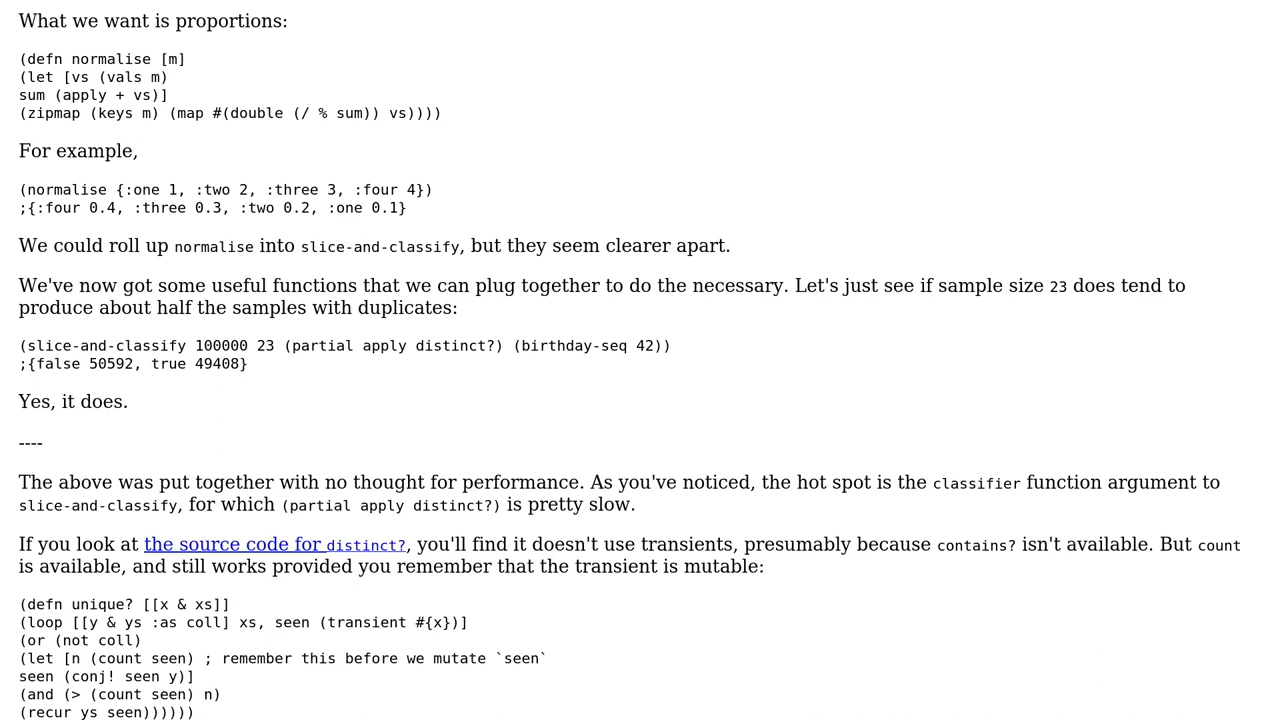 What we want is proportions:
(defn normalise [m]
(let [vs (vals m)
sum (apply + vs)]
(zipmap (keys m) (map #(double (/ % sum)) vs))))
For example,
(normalise {:one 1, :two 2, :three 3, :four 4})
;{:four 0.4, :three 0.3, :two 0.2, :one 0.1}
We could roll up normalise into slice-and-classify, but they seem clearer apart.
We've now got some useful functions that we can plug together to do the necessary. Let's just see if sample size 23 does tend to
produce about half the samples with duplicates:
(slice-and-classify 100000 23 (partial apply distinct?) (birthday-seq 42))
;{false 50592, true 49408}
Yes, it does.
----
The above was put together with no thought for performance. As you've noticed, the hot spot is the classifier function argument to
slice-and-classify, for which (partial apply distinct?) is pretty slow.
If you look at the source code for distinct?, you'll find it doesn't use transients, presumably because contains? isn't available. But count
is available, and still works provided you remember that the transient is mutable:
(defn unique? [[x & xs]]
(loop [[y & ys :as coll] xs, seen (transient #{x})]
(or (not coll)
(let [n (count seen) ; remember this before we mutate `seen`
seen (conj! seen y)]
(and (> (count seen) n)
(recur ys seen))))))